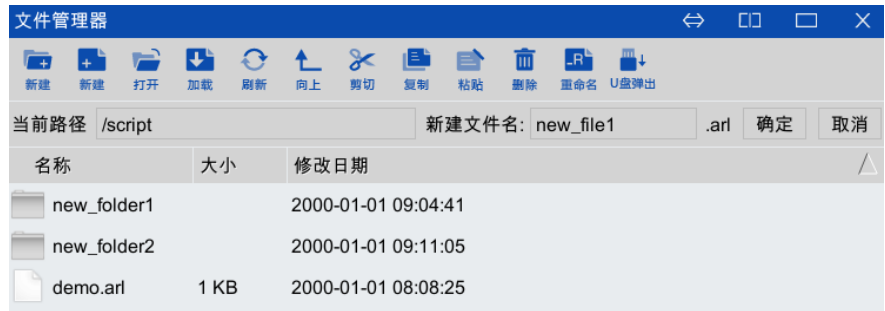 文件管理器
新建 新建 打开 加载 刷新 向上 剪切 复制 粘贴 删除 重命名 U盘弹出
当前路径 /script 新建文件名: new_file1 .arl 确定 取消
名称 大小 修改日期
new_folder1 2000-01-01 09:04:41
new_folder2 2000-01-01 09:11:05
demo.arl 1 KB 2000-01-01 08:08:25